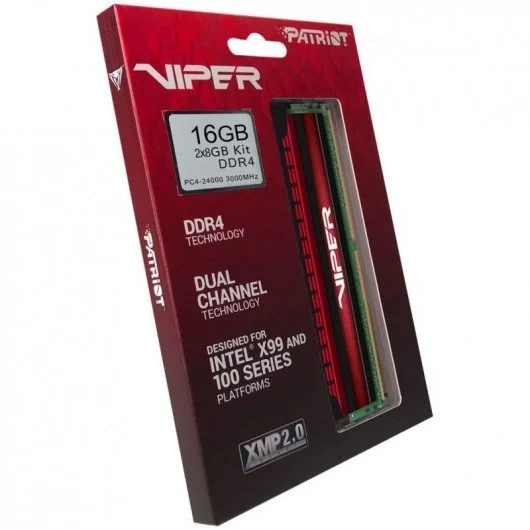 PATRIOT
VIPER
16GB
2x8GB Kit
DDR4
PC4-24000 3000MHz
DDR4
TECHNOLOGY
DUAL
CHANNEL
TECHNOLOGY
DESIGNED FOR
INTEL® X99 AND
100 SERIES
PLATFORMS
XMP2.0
VIPER
PATRIOT